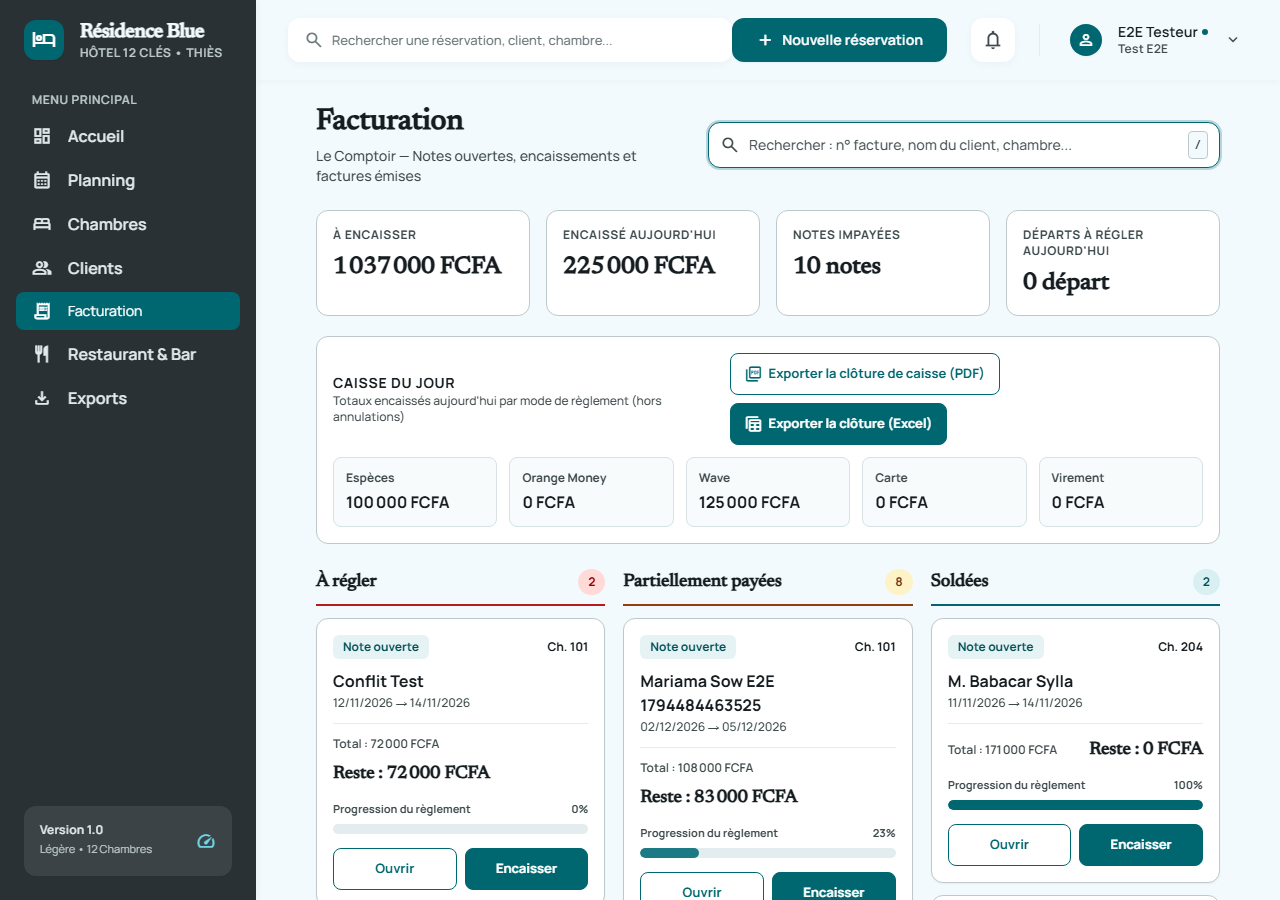 Résidence Blue
HÔTEL 12 CLÉS • THIÈS
MENU PRINCIPAL
Accueil
Planning
Chambres
Clients
Facturation
Restaurant & Bar
Exports
Version 1.0
Légère • 12 Chambres
Rechercher une réservation, client, chambre...
Nouvelle réservation
E2E Testeur
Test E2E
Facturation
Le Comptoir — Notes ouvertes, encaissements et
factures émises
Rechercher : n° facture, nom du client, chambre...
/
À ENCAISSER
1 037 000 FCFA
ENCAISSÉ AUJOURD'HUI
225 000 FCFA
NOTES IMPAYÉES
10 notes
DÉPARTS À RÉGLER
AUJOURD'HUI
0 départ
CAISSE DU JOUR
Totaux encaissés aujourd'hui par mode de règlement (hors
annulations)
Exporter la clôture de caisse (PDF)
Exporter la clôture (Excel)
Espèces
100 000 FCFA
Orange Money
0 FCFA
Wave
125 000 FCFA
Carte
0 FCFA
Virement
0 FCFA
À régler
2
Note ouverte
Ch. 101
Conflit Test
12/11/2026 → 14/11/2026
Total : 72 000 FCFA
Reste : 72 000 FCFA
Progression du règlement
0%
Ouvrir
Encaisser
Partiellement payées
8
Note ouverte
Ch. 101
Mariama Sow E2E
1794484463525
02/12/2026 → 05/12/2026
Total : 108 000 FCFA
Reste : 83 000 FCFA
Progression du règlement
23%
Ouvrir
Encaisser
Soldées
2
Note ouverte
Ch. 204
M. Babacar Sylla
11/11/2026 → 14/11/2026
Total : 171 000 FCFA
Reste : 0 FCFA
Progression du règlement
100%
Ouvrir
Encaisser